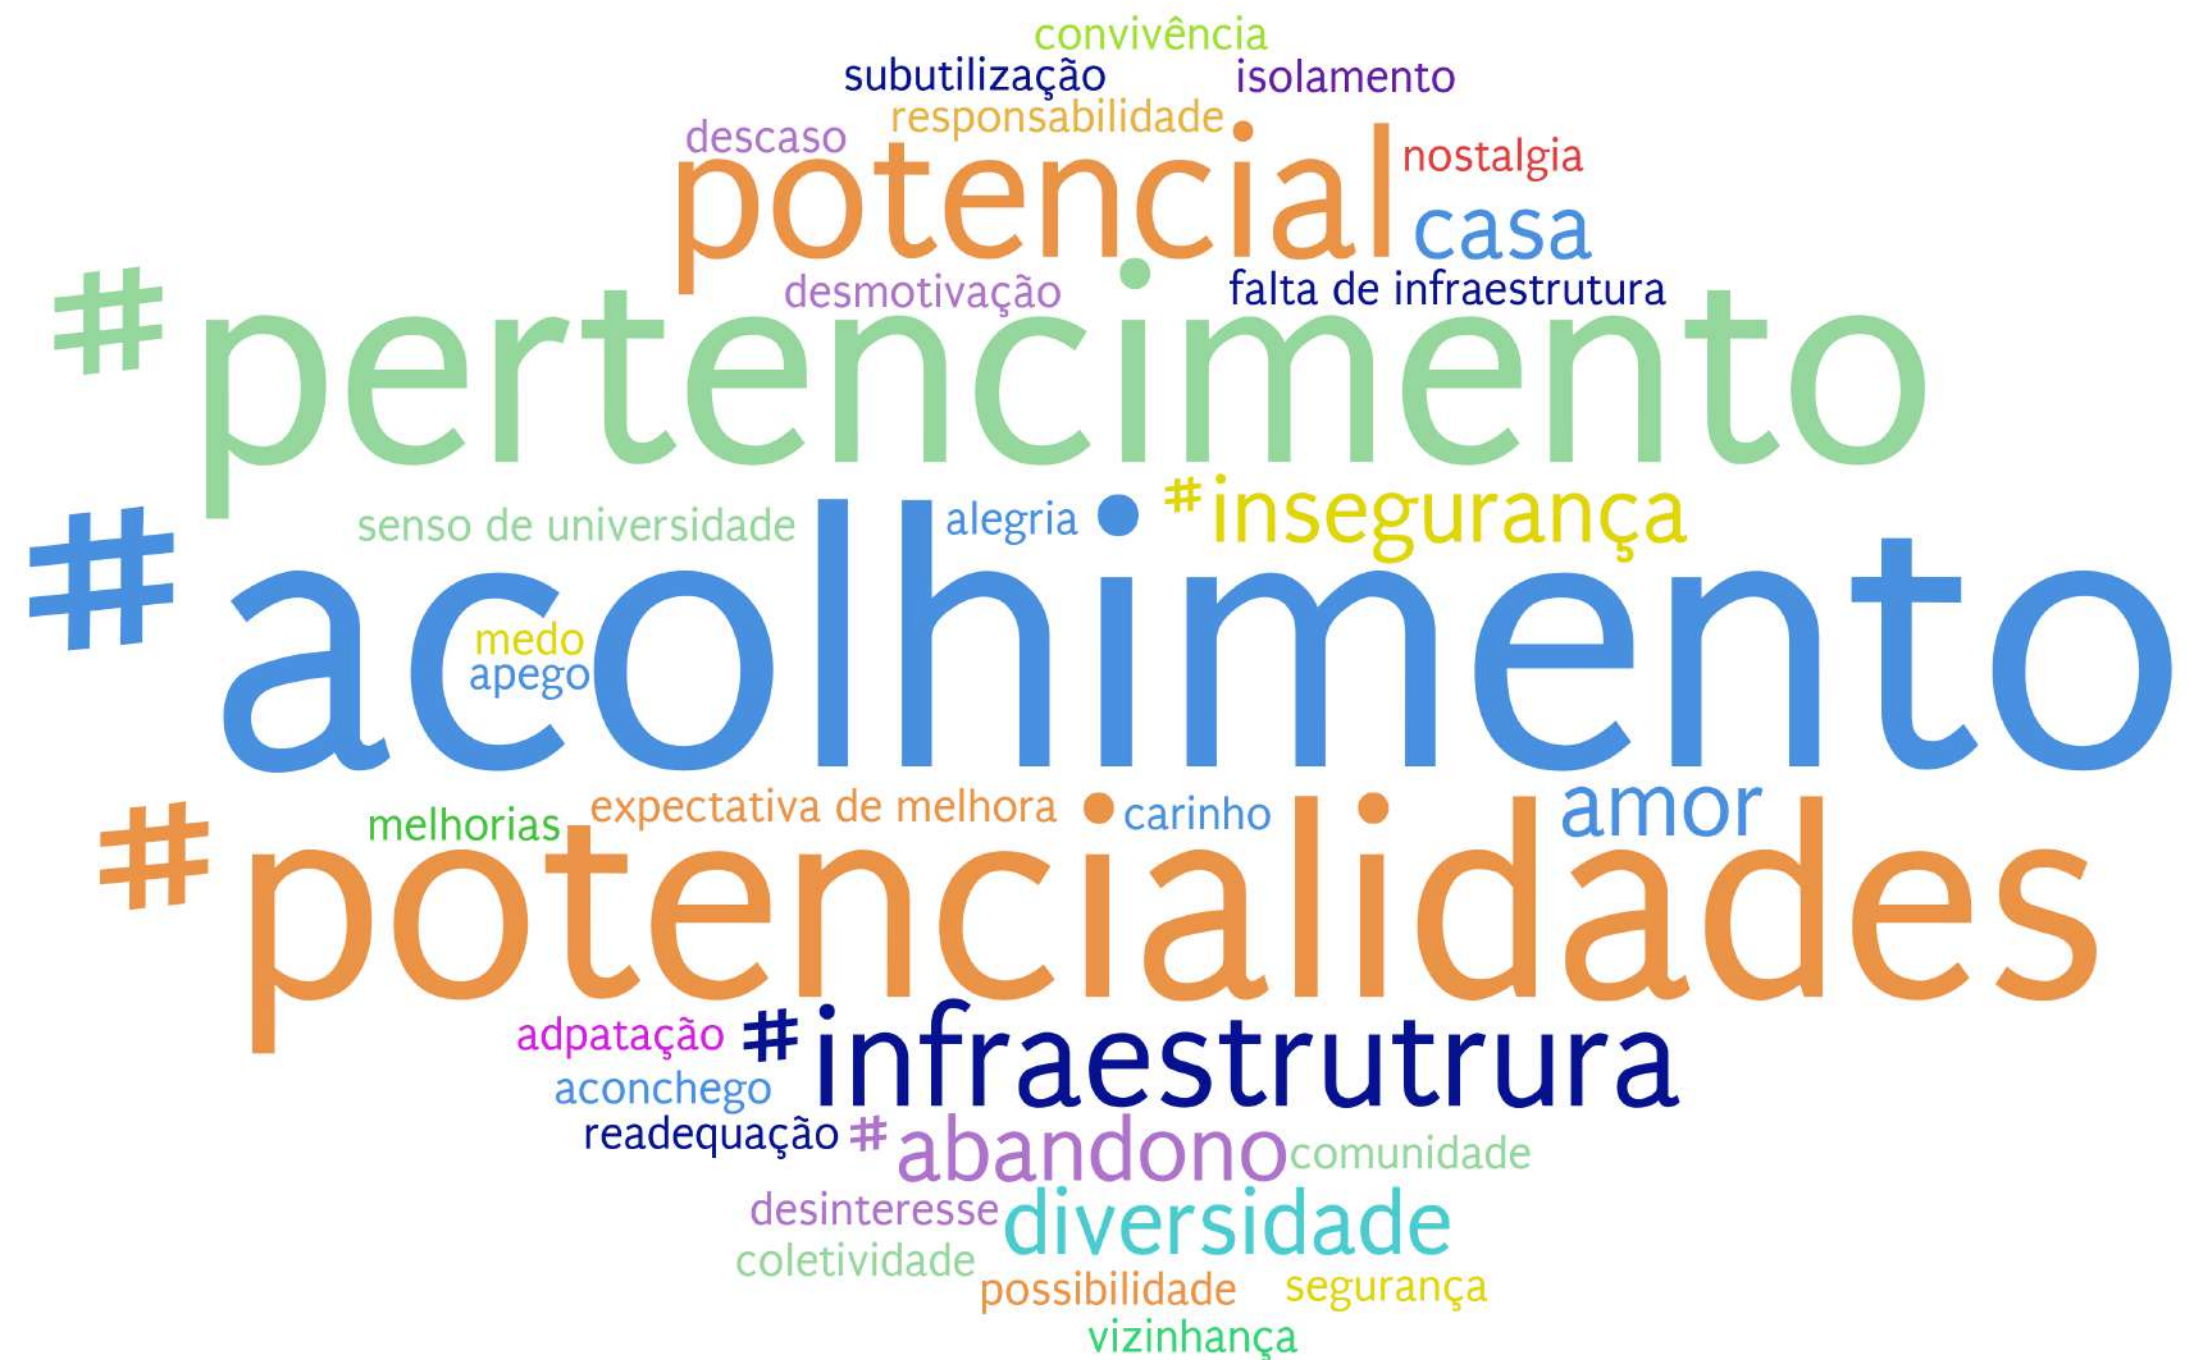 convivência
subutilização isolamento
responsabilidade
descaso
potencial nostalgia
casa
desmotivação falta de infraestrutura
#pertencimento
senso de universidade alegria #insegurança
#acolhimento
medo
apego
melhorias expectativa de melhora carinho amor
#potencialidades
adpatação #infraestrutrura
aconchego
readequação #abandono comunidade
desinteresse diversidade
coletividade
possibilidade segurança
vizinhança